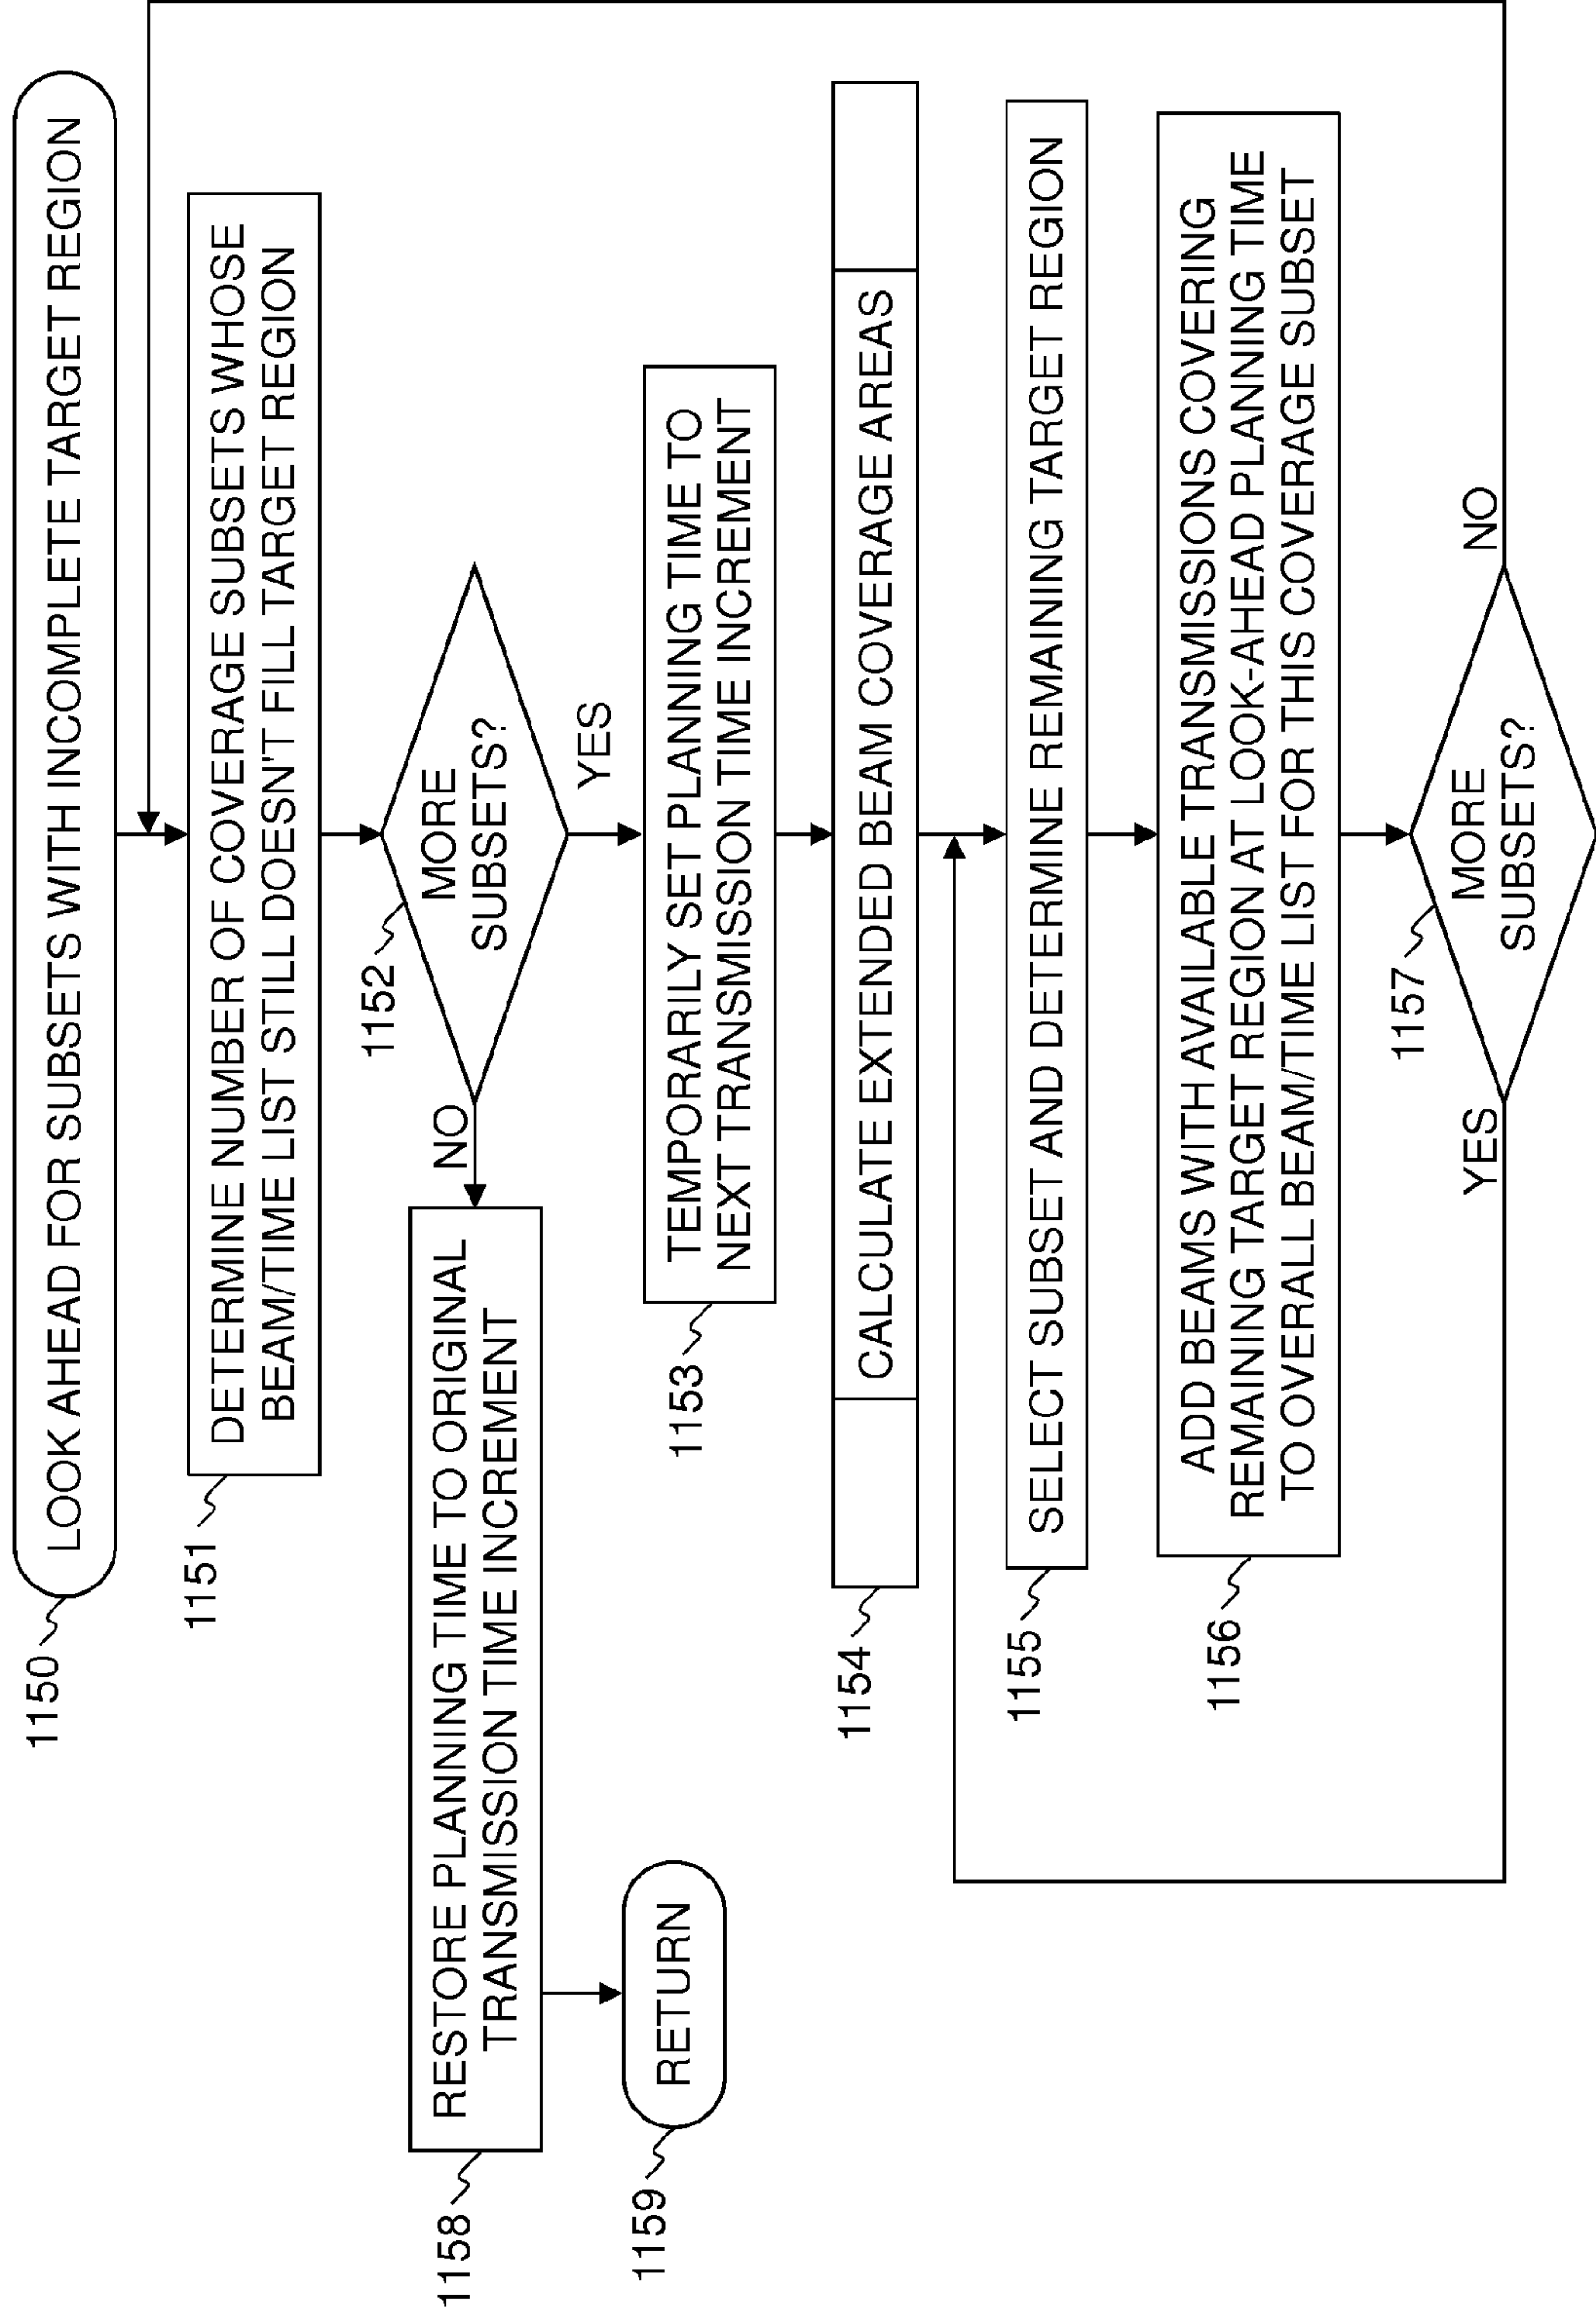 1150
LOOK AHEAD FOR SUBSETS WITH INCOMPLETE TARGET REGION
1151
DETERMINE NUMBER OF COVERAGE SUBSETS WHOSE
BEAM/TIME LIST STILL DOESN'T FILL TARGET REGION
1152
MORE
SUBSETS?
NO
YES
1158
RESTORE PLANNING TIME TO ORIGINAL
TRANSMISSION TIME INCREMENT
1159
RETURN
1153
TEMPORARILY SET PLANNING TIME TO
NEXT TRANSMISSION TIME INCREMENT
1154
CALCULATE EXTENDED BEAM COVERAGE AREAS
1155
SELECT SUBSET AND DETERMINE REMAINING TARGET REGION
1156
ADD BEAMS WITH AVAILABLE TRANSMISSIONS COVERING
REMAINING TARGET REGION AT LOOK-AHEAD PLANNING TIME
TO OVERALL BEAM/TIME LIST FOR THIS COVERAGE SUBSET
1157
MORE
SUBSETS?
YES
NO